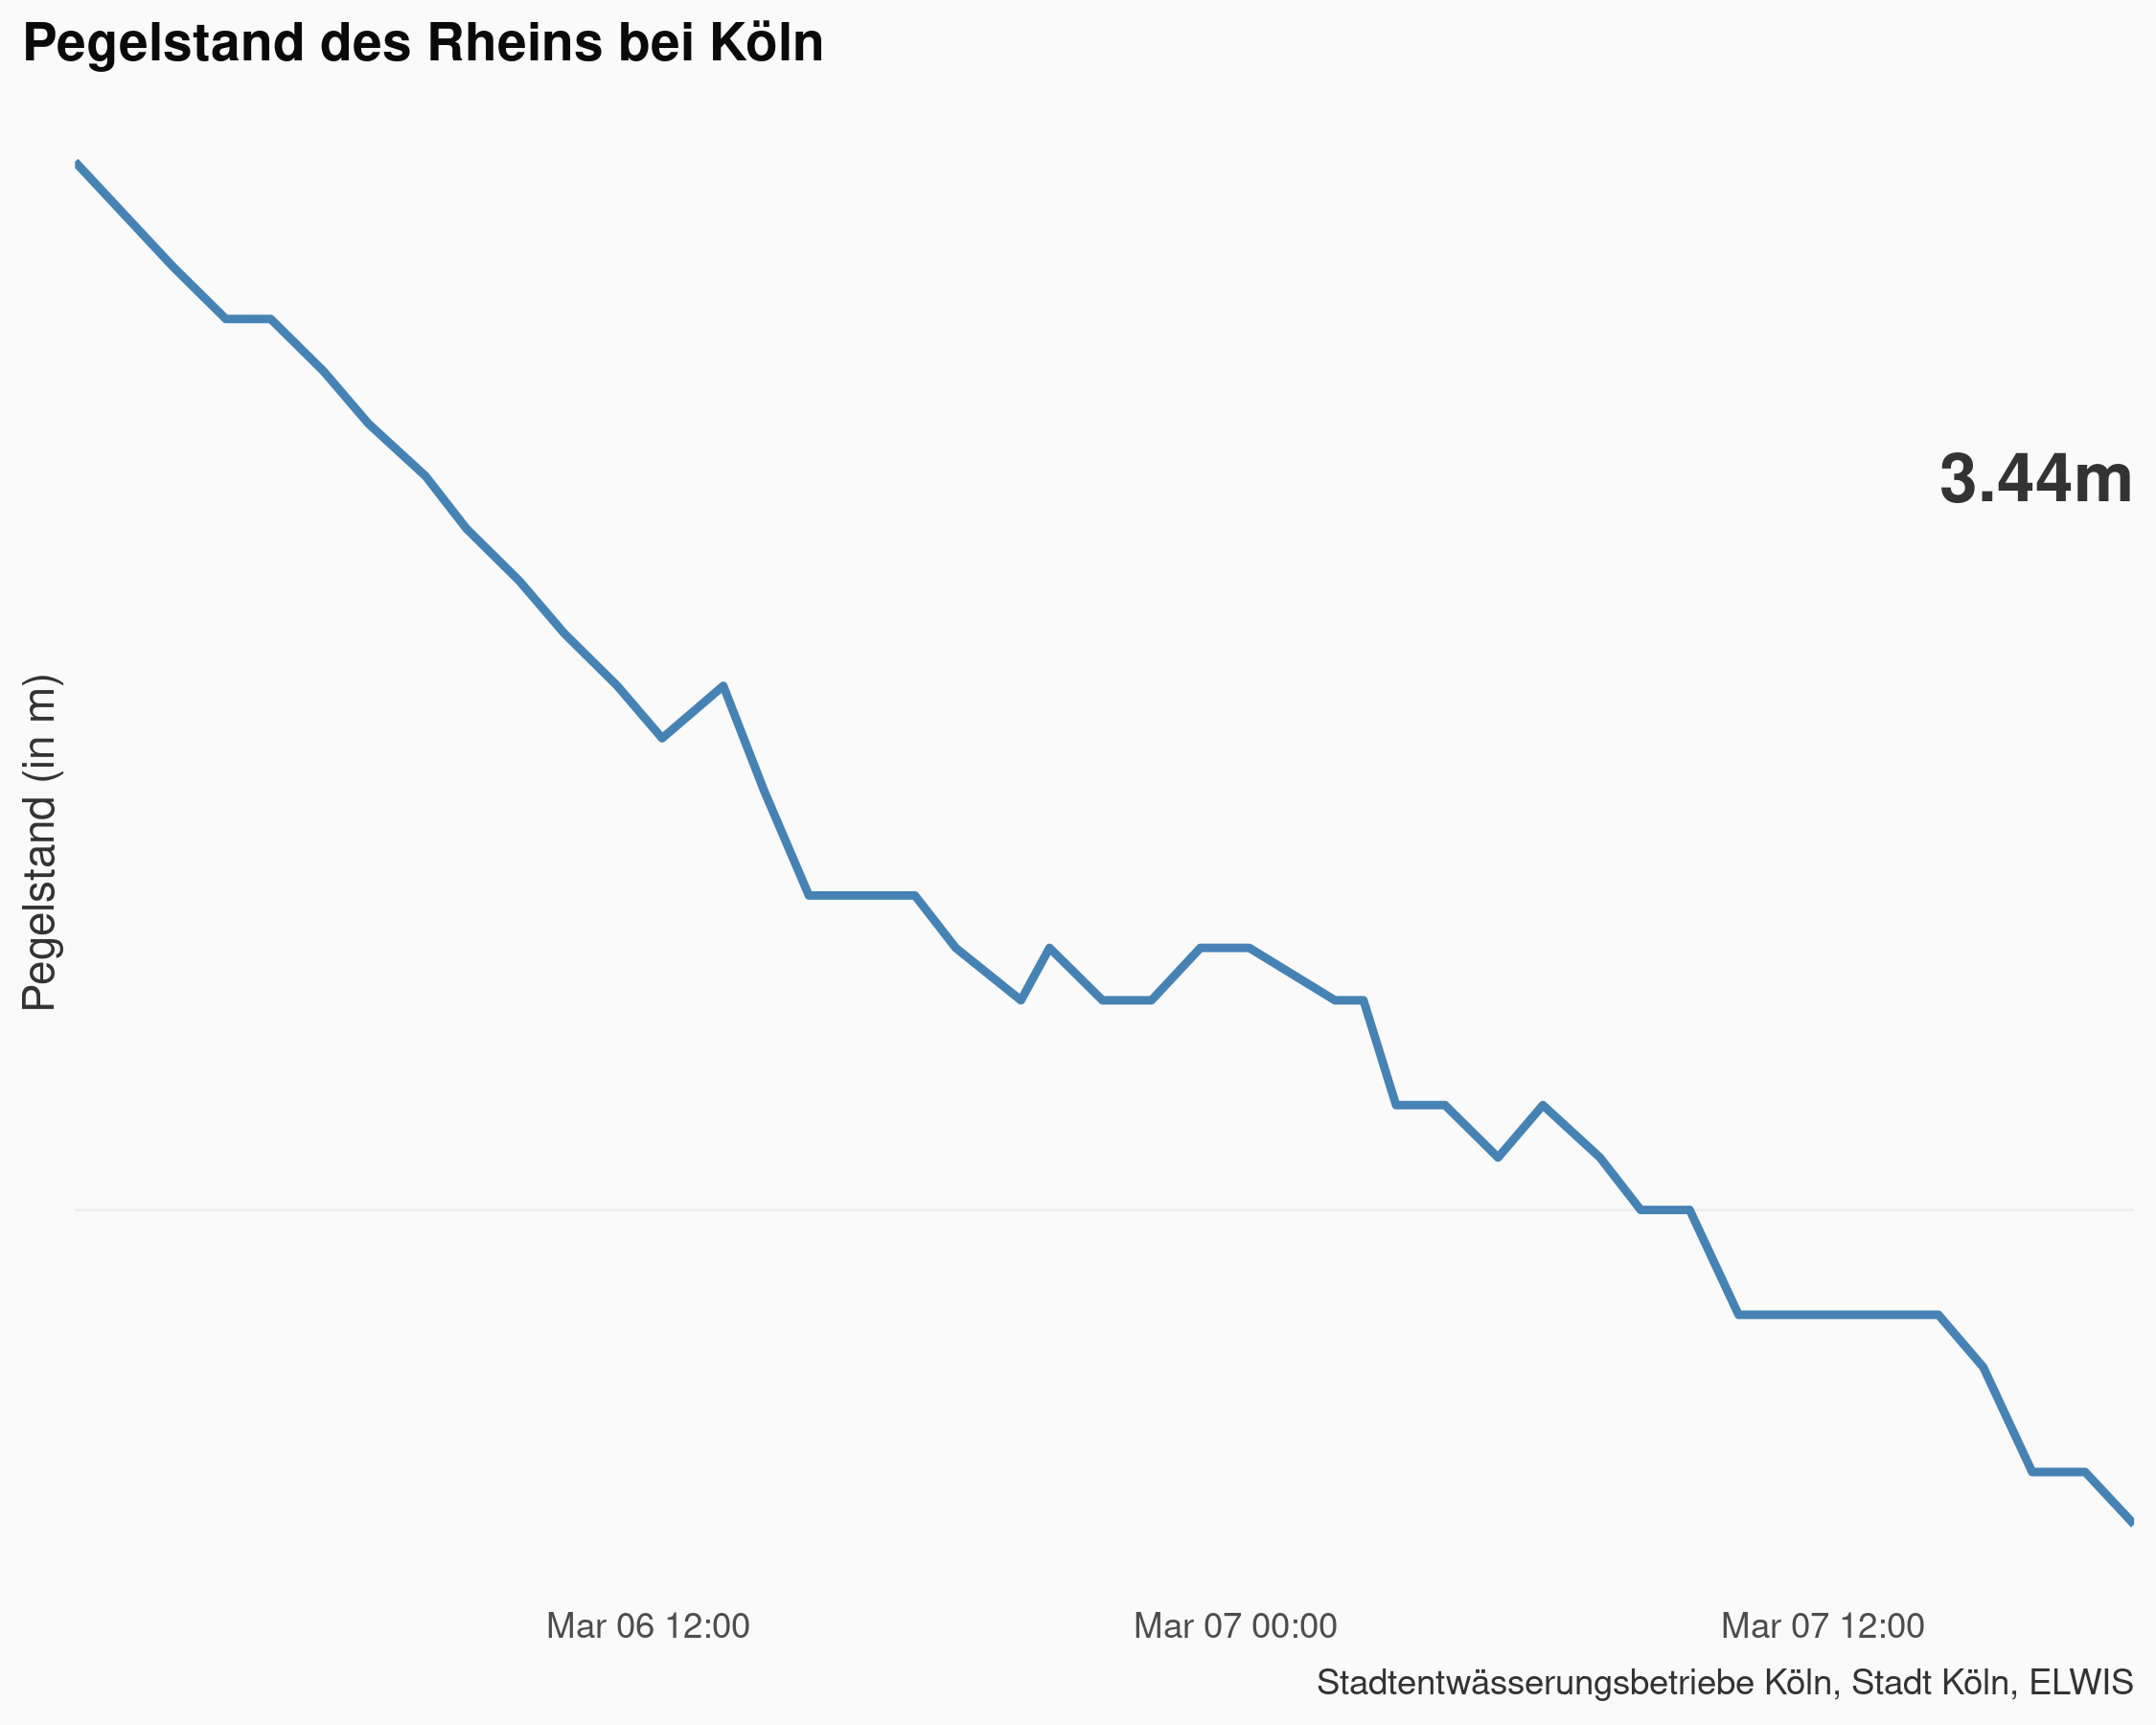 Pegelstand des Rheins bei Köln
3.44m
Pegelstand (in m)
Mar 06 12:00
Mar 07 00:00
Mar 07 12:00
Stadtentwässerungsbetriebe Köln, Stadt Köln, ELWIS